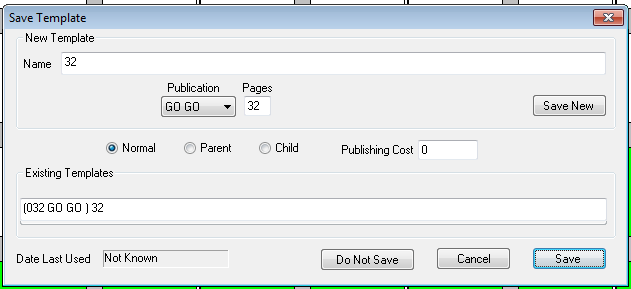 Save Template
New Template
Name 32
Publication Pages
GO GO 32 Save New
Normal Parent Child Publishing Cost 0
Existing Templates
(032 GO GO ) 32
Date Last Used Not Known Do Not Save Cancel Save